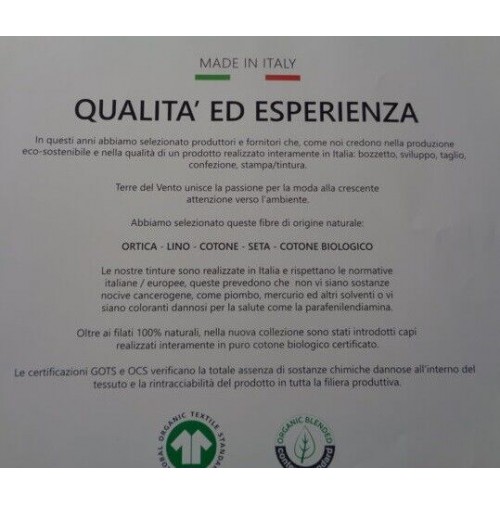 MADE IN ITALY
QUALITA' ED ESPERIENZA
In questi anni abbiamo selezionato produttori e fornitori che, come noi credono nella produzione
eco-sostenibile e nella qualità di un prodotto realizzato interamente in Italia: bozzetto, sviluppo, taglio,
confezione, stampa/tintura.
Terre del Vento unisce la passione per la moda alla crescente
attenzione verso l'ambiente.
Abbiamo selezionato queste fibre di origine naturale:
ORTICA - LINO - COTONE - SETA - COTONE BIOLOGICO
Le nostre tinture sono realizzate in Italia e rispettano le normative
italiane / europee, queste prevedono che non vi siano sostanze
nocive cancerogene, come piombo, mercurio ed altri solventi o vi
siano coloranti dannosi per la salute come la parafenilendiamina.
Oltre ai filati 100% naturali, nella nuova collezione sono stati introdotti capi
realizzati interamente in puro cotone biologico certificato.
Le certificazioni GOTS e OCS verificano la totale assenza di sostanze chimiche dannose all'interno del
tessuto e la rintracciabilità del prodotto in tutta la filiera produttiva.
ORGANIC TEXTILE
ORGANIC BLENDED